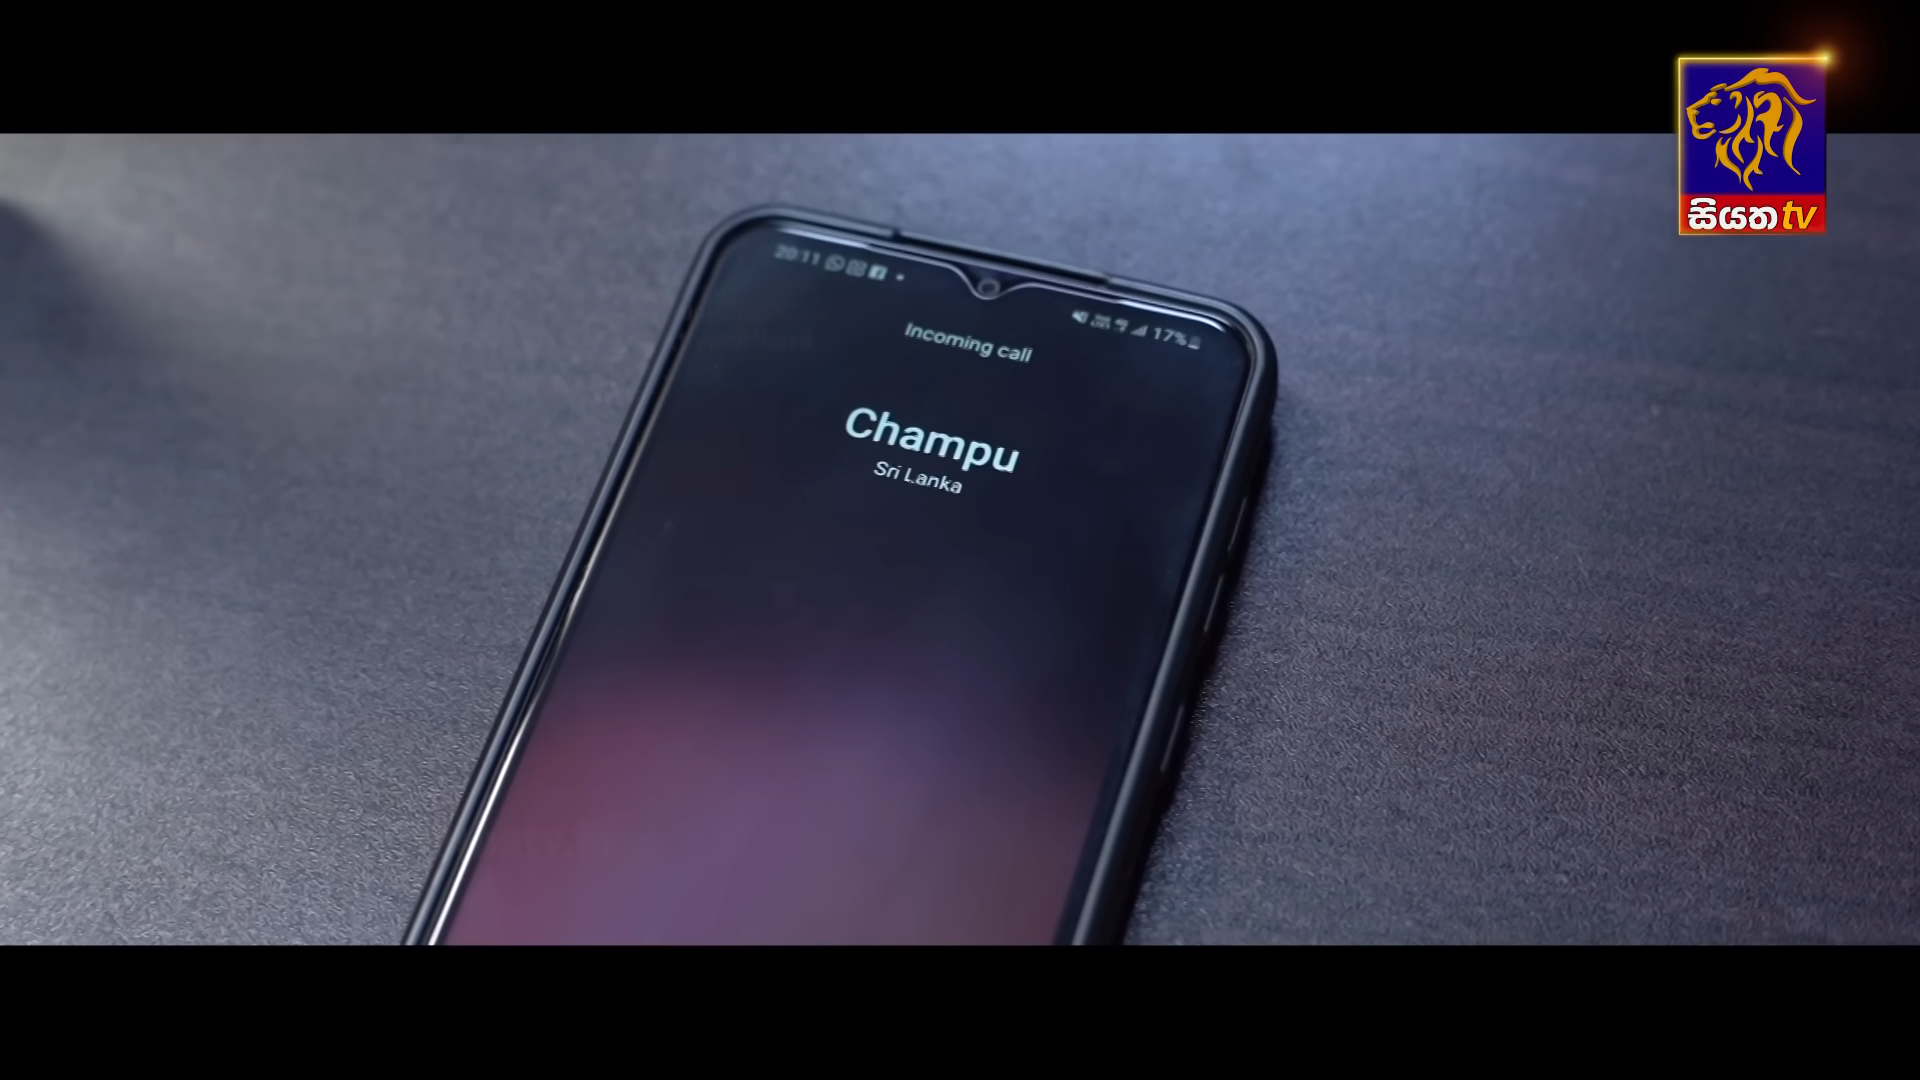 සියත tv
20:11
17%
Incoming call
Champu
Sri Lanka